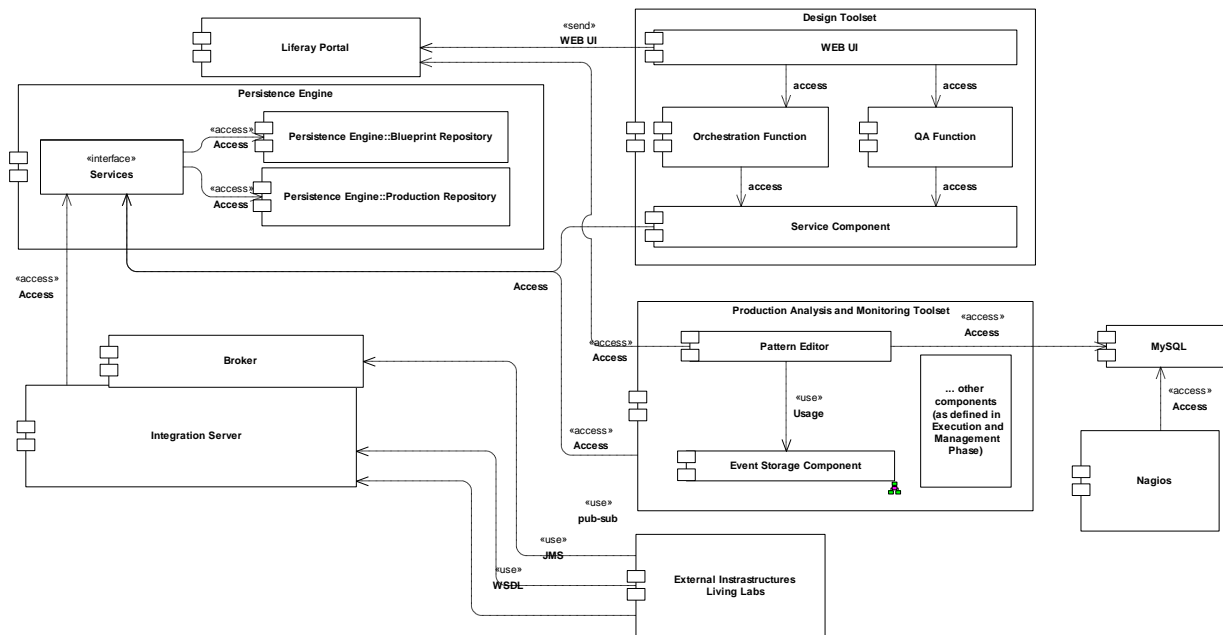 Design Toolset
«send»
WEB UI
Liferay Portal
WEB UI
access
access
Persistence Engine
«access»
Access
Persistence Engine::Blueprint Repository
Orchestration Function
QA Function
«interface»
Services
«access»
Access
Persistence Engine::Production Repository
access
access
Service Component
«access»
Access
Access
Production Analysis and Monitoring Toolset
«access»
Access
«access»
Access
Pattern Editor
MySQL
Broker
... other
components
(as defined in
Execution and
Management
Phase)
«access»
Access
«use»
Usage
Integration Server
«access»
Access
Event Storage Component
Nagios
«use»
pub-sub
«use»
JMS
«use»
WSDL
External Instrastructures
Living Labs